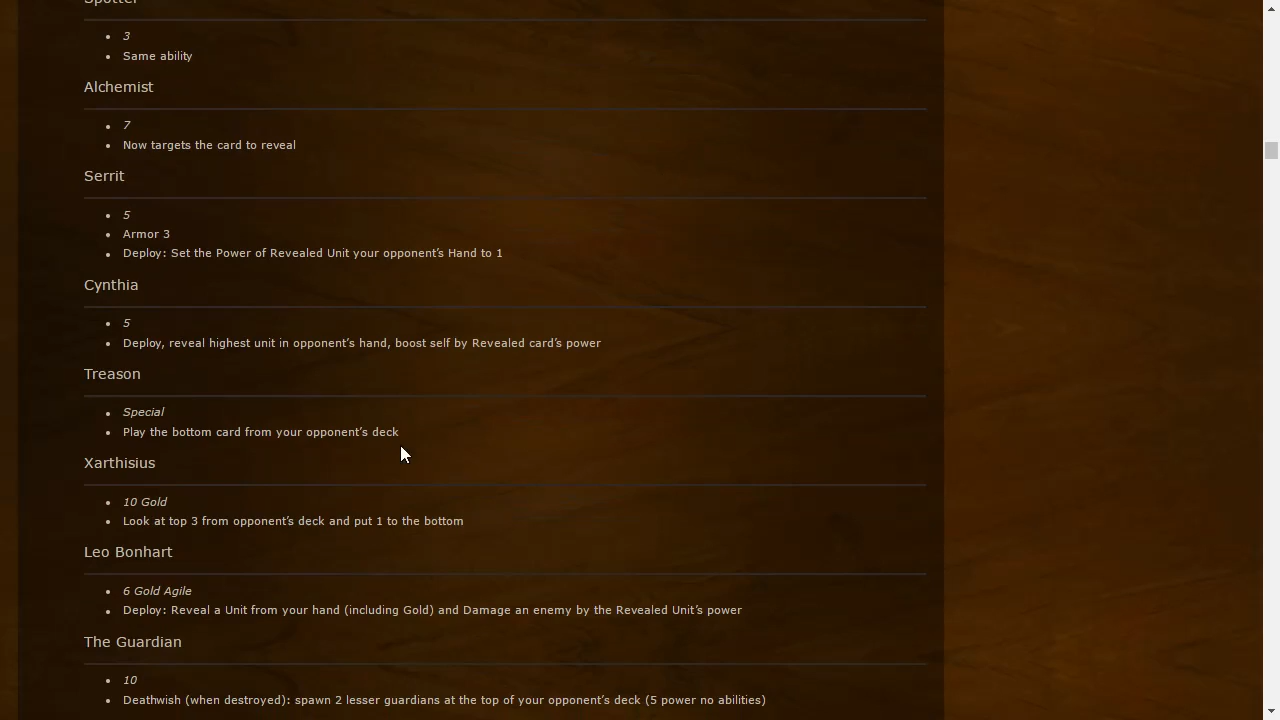 Spotter
3
Same ability
Alchemist
7
Now targets the card to reveal
Serrit
5
Armor 3
Deploy: Set the Power of Revealed Unit your opponent’s Hand to 1
Cynthia
5
Deploy, reveal highest unit in opponent’s hand, boost self by Revealed card’s power
Treason
Special
Play the bottom card from your opponent’s deck
Xarthisius
10 Gold
Look at top 3 from opponent’s deck and put 1 to the bottom
Leo Bonhart
6 Gold Agile
Deploy: Reveal a Unit from your hand (including Gold) and Damage an enemy by the Revealed Unit’s power
The Guardian
10
Deathwish (when destroyed): spawn 2 lesser guardians at the top of your opponent’s deck (5 power no abilities)